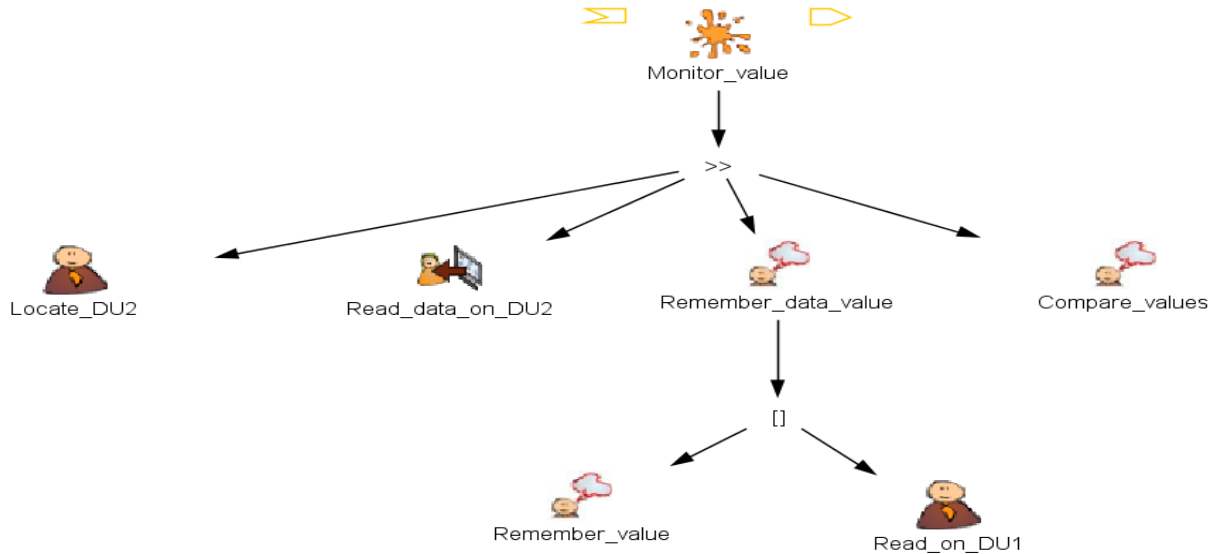 Monitor_value
>>
Locate_DU2
Read_data_on_DU2
Remember_data_value
Compare_values
[]
Remember_value
Read_on_DU1